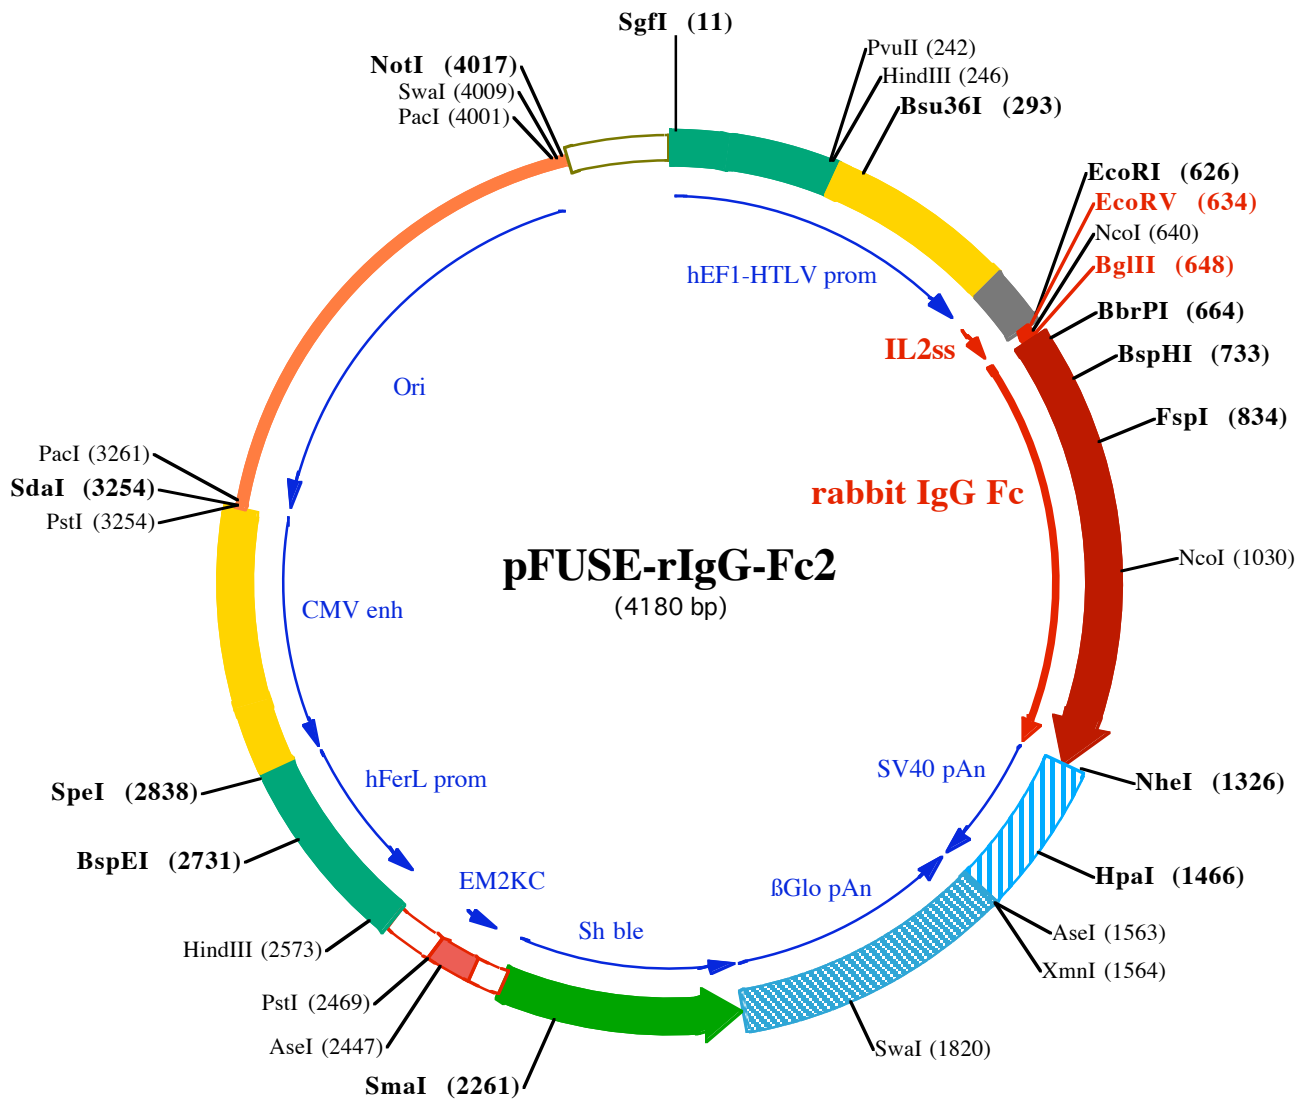 SgfI (11)
PvuII (242)
HindIII (246)
Bsu36I (293)
NotI (4017)
SwaI (4009)
PacI (4001)
EcoRI (626)
EcoRV (634)
NcoI (640)
BglII (648)
BbrPI (664)
BspHI (733)
FspI (834)
hEF1-HTLV prom
IL2ss
Ori
rabbit IgG Fc
PacI (3261)
SdaI (3254)
PstI (3254)
pFUSE-rIgG-Fc2
(4180 bp)
NcoI (1030)
CMV enh
SV40 pAn
hFerL prom
NheI (1326)
SpeI (2838)
BspEI (2731)
HpaI (1466)
EM2KC
ßGlo pAn
Sh ble
AseI (1563)
XmnI (1564)
HindIII (2573)
PstI (2469)
AseI (2447)
SwaI (1820)
SmaI (2261)